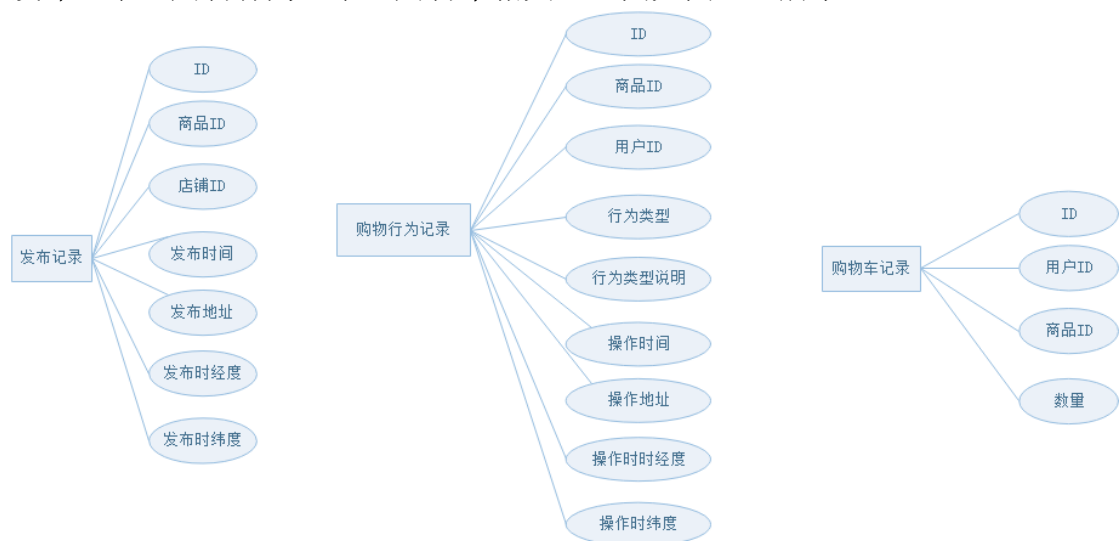 发布记录
ID
商品ID
店铺ID
发布时间
发布地址
发布时经度
发布时纬度
购物行为记录
ID
商品ID
用户ID
行为类型
行为类型说明
操作时间
操作地址
操作时时经度
操作时纬度
购物车记录
ID
用户ID
商品ID
数量